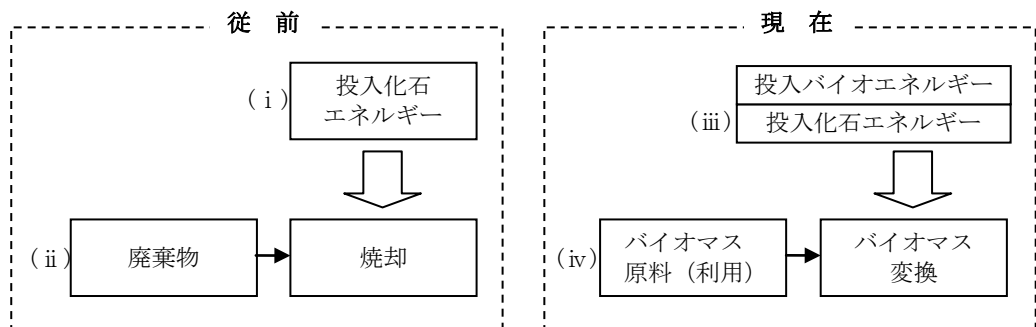 従 前
(ⅰ)
投入化石
エネルギー
(ⅱ)
廃棄物
焼却
現 在
投入バイオエネルギー
(ⅲ)
投入化石エネルギー
(ⅳ)
バイオマス
原料(利用)
バイオマス
変換